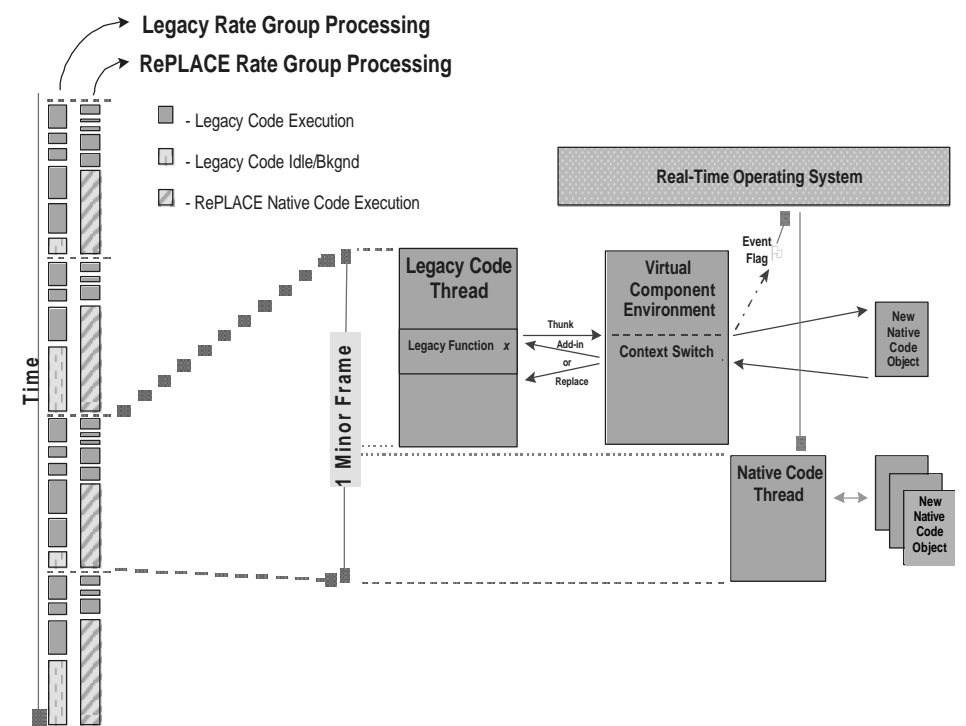 Legacy Rate Group Processing
RePLACE Rate Group Processing
- Legacy Code Execution
- Legacy Code Idle/Bkgnd
- RePLACE Native Code Execution
Time
1 Minor Frame
Real-Time Operating System
Event
Flag
Legacy Code
Thread
Legacy Function x
Thunk
Add-in
or
Replace
Virtual
Component
Environment
Context Switch
New
Native
Code
Object
Native Code
Thread
New
Native
Code
Object